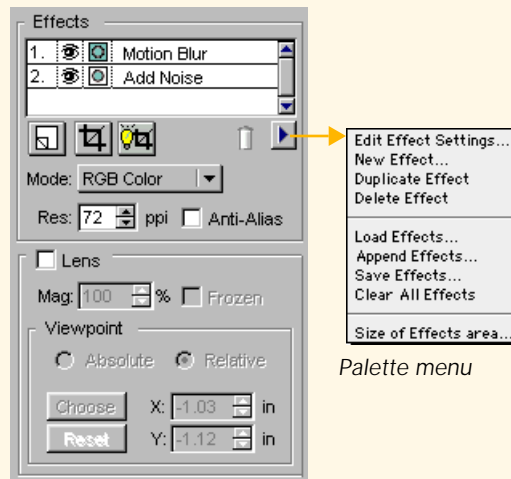 Effects
1. Motion Blur
2. Add Noise
Mode: RGB Color
Res: 72 ppi Anti-Alias
Lens
Mag: 100 % Frozen
Viewpoint
Absolute Relative
Choose X: -1.03 in
Reset Y: -1.12 in
Edit Effect Settings...
New Effect...
Duplicate Effect
Delete Effect
Load Effects...
Append Effects...
Save Effects...
Clear All Effects
Size of Effects area...
Palette menu